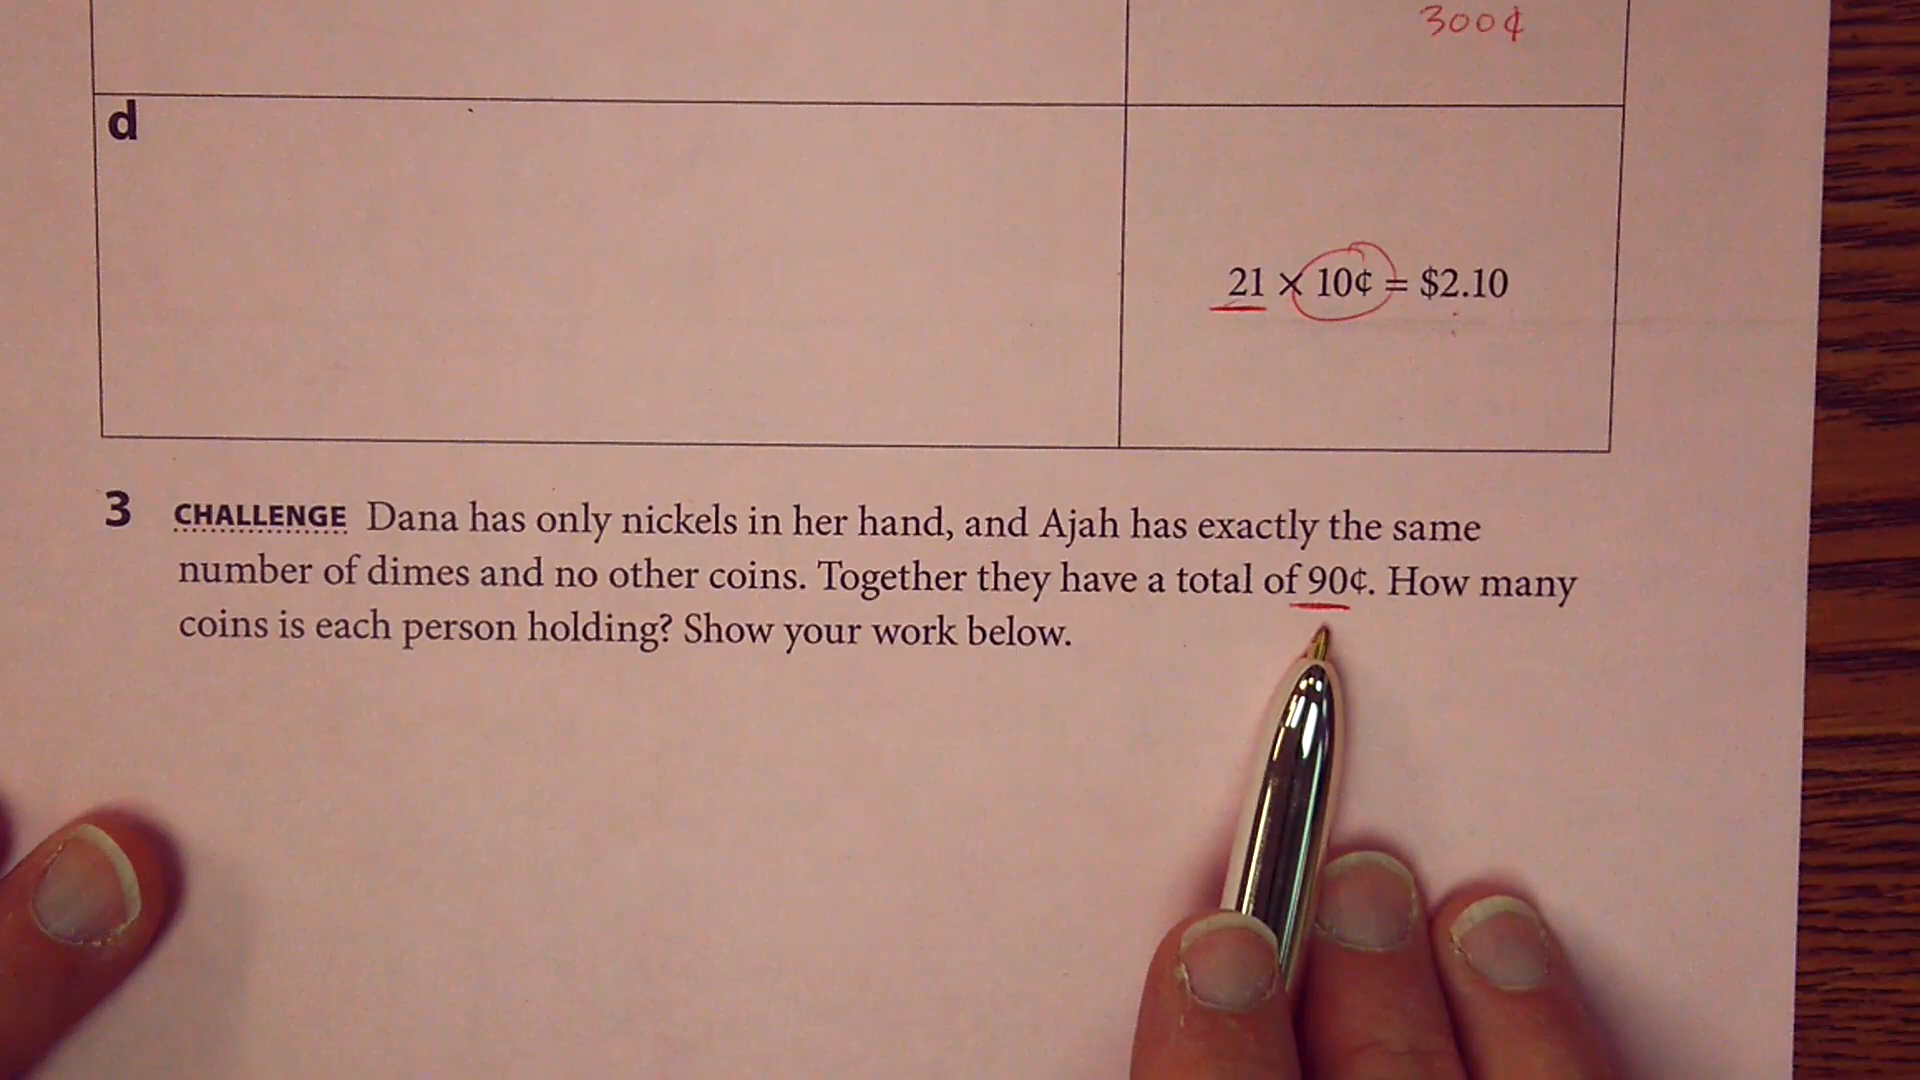 300¢
d
21 × 10¢ = $2.10
3 CHALLENGE Dana has only nickels in her hand, and Ajah has exactly the same
number of dimes and no other coins. Together they have a total of 90¢. How many
coins is each person holding? Show your work below.